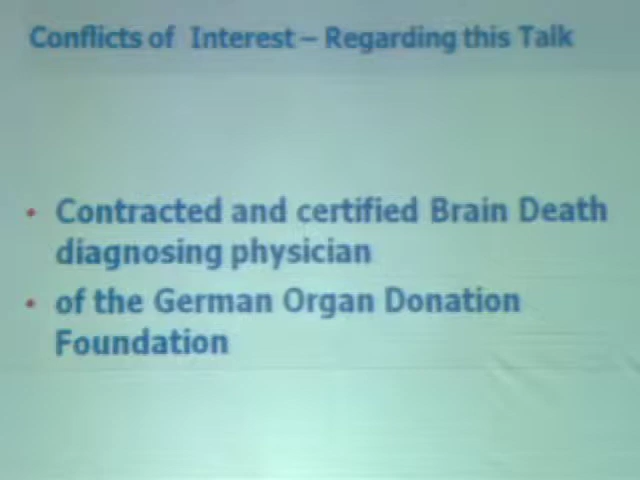 Conflicts of Interest – Regarding this Talk
• Contracted and certified Brain Death
diagnosing physician
• of the German Organ Donation
Foundation